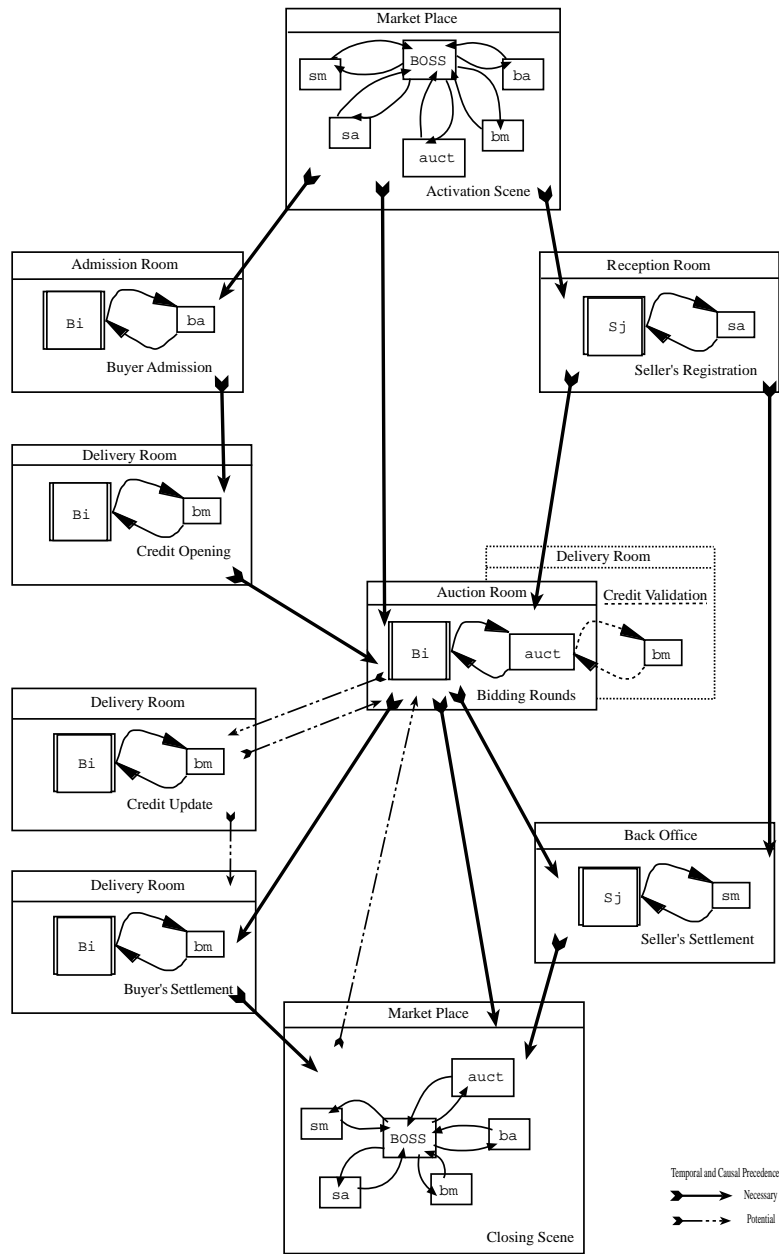 Market Place
BOSS
sm
ba
sa
bm
auct
Activation Scene
Admission Room
Bi
ba
Buyer Admission
Reception Room
Sj
sa
Seller's Registration
Delivery Room
Bi
bm
Credit Opening
Delivery Room
Credit Validation
Auction Room
Bi
auct
bm
Bidding Rounds
Delivery Room
Bi
bm
Credit Update
Back Office
Sj
sm
Seller's Settlement
Delivery Room
Bi
bm
Buyer's Settlement
Market Place
auct
sm
BOSS
ba
sa
bm
Closing Scene
Temporal and Causal Precedence
Necessary
Potential